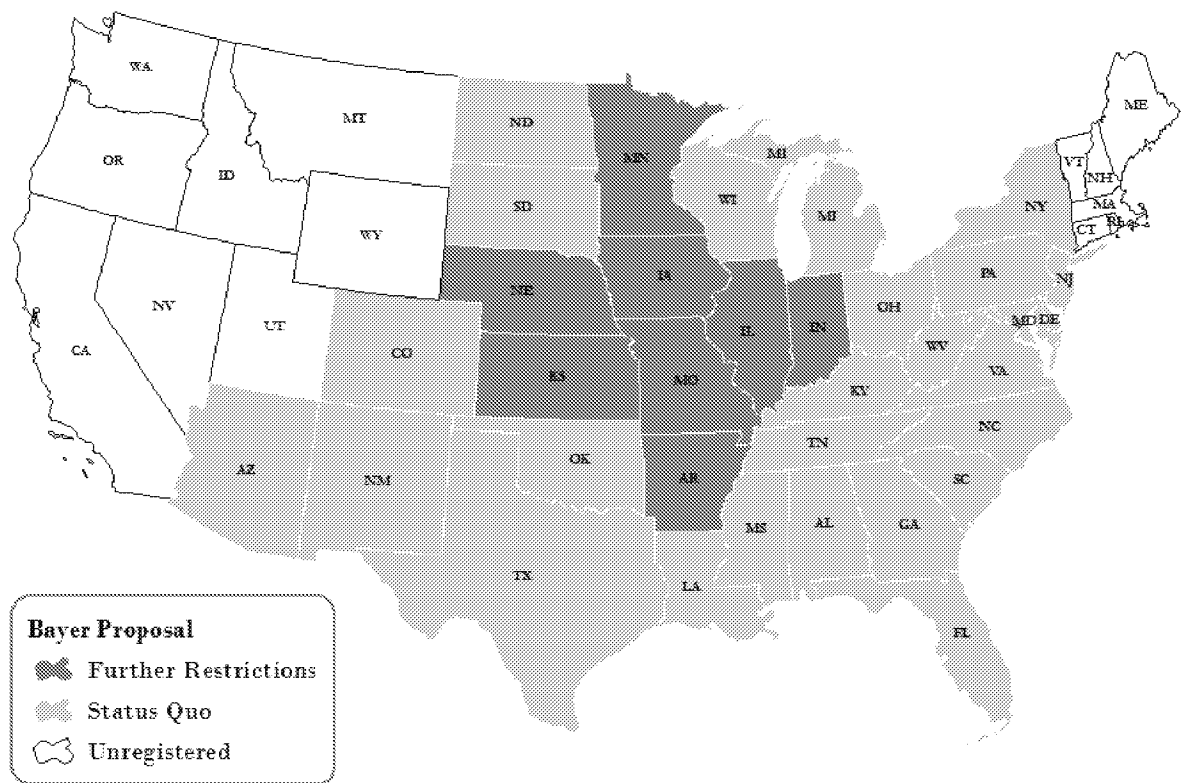 WA
MT
ND
MN
ME
OR
ID
MI
VT
NH
SD
WI
NY
MA
MI
CT
RI
WY
IA
PA
NE
NJ
NV
UT
IL
IN
OH
MD
DE
CA
CO
WV
KS
MO
VA
KY
NC
TN
OK
AZ
NM
AR
SC
MS
AL
GA
TX
LA
FL
Bayer Proposal
Further Restrictions
Status Quo
Unregistered